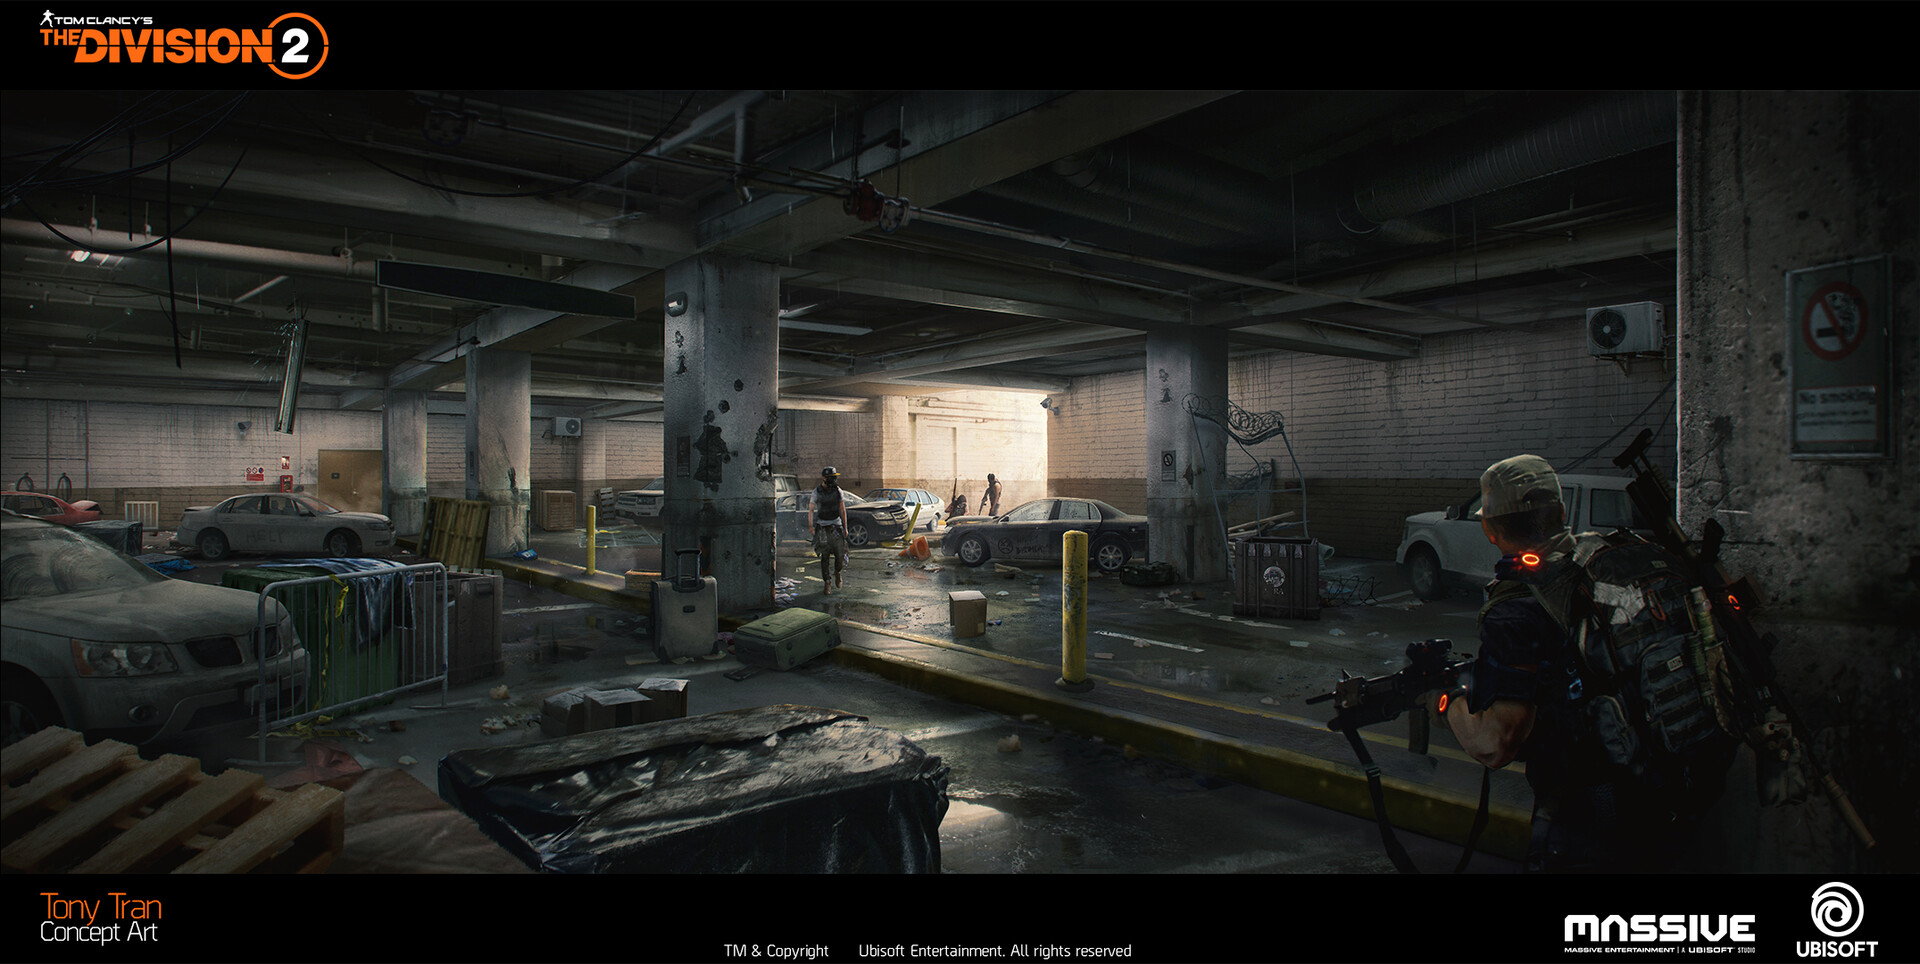 TOM CLANCY'S
THE DIVISION 2
No smoking
HELP
Tony Tran
Concept Art
TM & Copyright Ubisoft Entertainment. All rights reserved
MASSIVE
MASSIVE ENTERTAINMENT | A UBISOFT STUDIO
UBISOFT